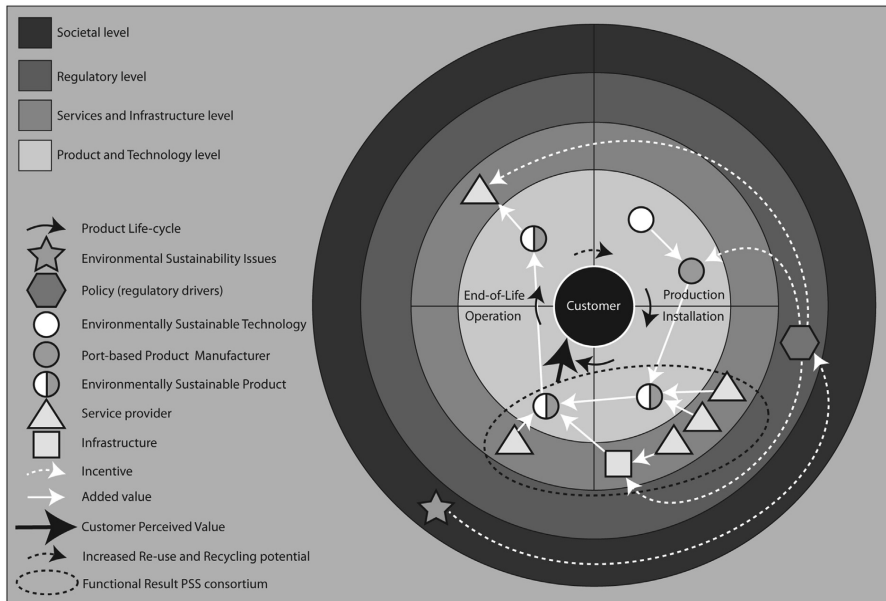 Societal level
Regulatory level
Services and Infrastructure level
Product and Technology level
Product Life-cycle
Environmental Sustainability Issues
Policy (regulatory drivers)
Environmentally Sustainable Technology
Port-based Product Manufacturer
Environmentally Sustainable Product
Service provider
Infrastructure
Incentive
Added value
Customer Perceived Value
Increased Re-use and Recycling potential
Functional Result PSS consortium
End-of-Life
Operation
Customer
Production
Installation